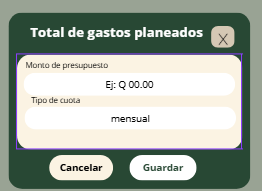 Total de gastos planeados X
Monto de presupuesto
Ej: Q 00.00
Tipo de cuota
mensual
Cancelar Guardar